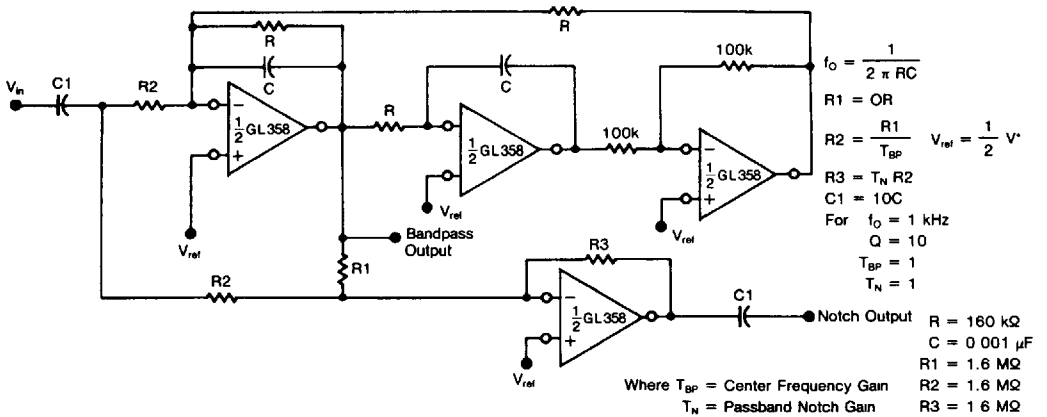 R
R
C
100k
C1
V_in
R2
−
½ GL358
+
V_ref
R
C
−
½ GL358
+
V_ref
100k
−
½ GL358
+
V_ref
Bandpass
Output
R1
R2
R3
−
½ GL358
+
V_ref
C1
Notch Output
f_O = 1 / 2 π RC
R1 = OR
R2 = R1 / T_BP V_ref = 1/2 V+
R3 = T_N R2
C1 = 10C
For f_O = 1 kHz
Q = 10
T_BP = 1
T_N = 1
R = 160 kΩ
C = 0 001 µF
R1 = 1.6 MΩ
Where T_BP = Center Frequency Gain R2 = 1.6 MΩ
T_N = Passband Notch Gain R3 = 1 6 MΩ